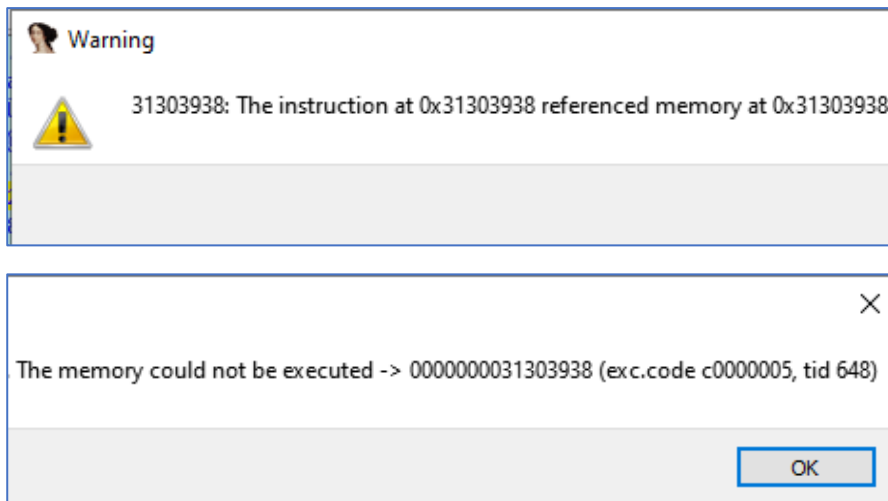 Warning
31303938: The instruction at 0x31303938 referenced memory at 0x31303938
. The memory could not be executed -> 0000000031303938 (exc.code c0000005, tid 648)
OK